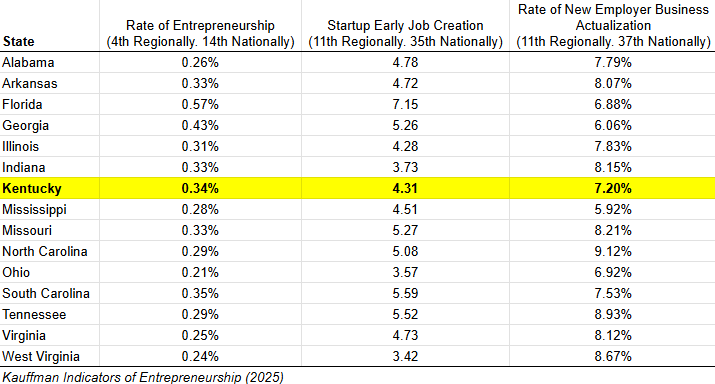 State Rate of Entrepreneurship (4th Regionally. 14th Nationally) Startup Early Job Creation (11th Regionally. 35th Nationally) Rate of New Employer Business Actualization (11th Regionally. 37th Nationally)
Alabama 0.26% 4.78 7.79%
Arkansas 0.33% 4.72 8.07%
Florida 0.57% 7.15 6.88%
Georgia 0.43% 5.26 6.06%
Illinois 0.31% 4.28 7.83%
Indiana 0.33% 3.73 8.15%
Kentucky 0.34% 4.31 7.20%
Mississippi 0.28% 4.51 5.92%
Missouri 0.33% 5.27 8.21%
North Carolina 0.29% 5.08 9.12%
Ohio 0.21% 3.57 6.92%
South Carolina 0.35% 5.59 7.53%
Tennessee 0.29% 5.52 8.93%
Virginia 0.25% 4.73 8.12%
West Virginia 0.24% 3.42 8.67%
Kauffman Indicators of Entrepreneurship (2025)